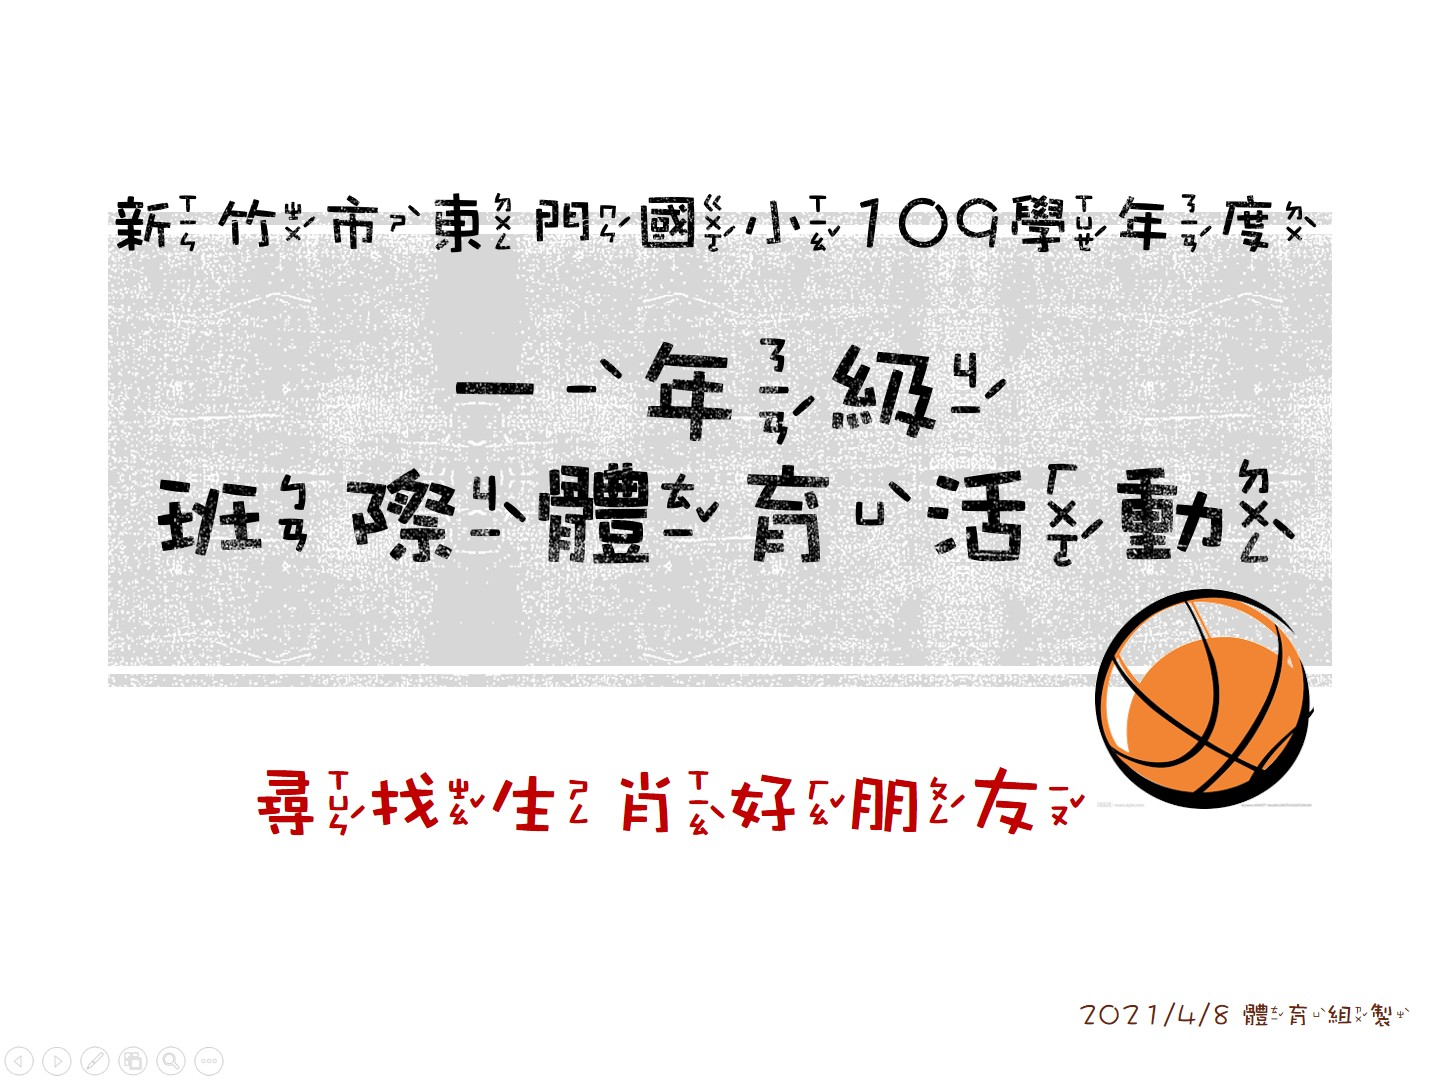 新竹市東門國小109學年度
一年級
班際體育活動
尋找生肖好朋友
2021/4/8 體育組製